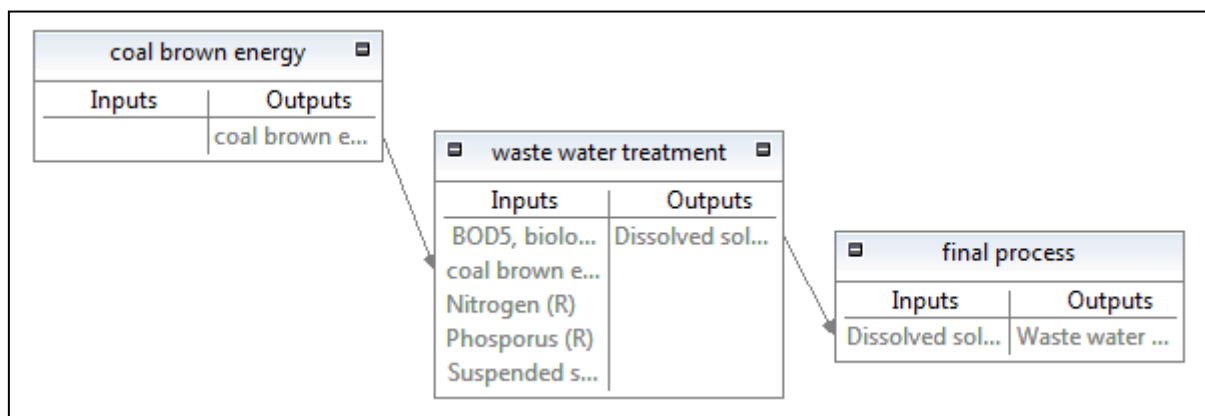 coal brown energy
Inputs Outputs
coal brown e...
waste water treatment
Inputs Outputs
BOD5, biolo... Dissolved sol...
coal brown e...
Nitrogen (R)
Phosporus (R)
Suspended s...
final process
Inputs Outputs
Dissolved sol... Waste water ...